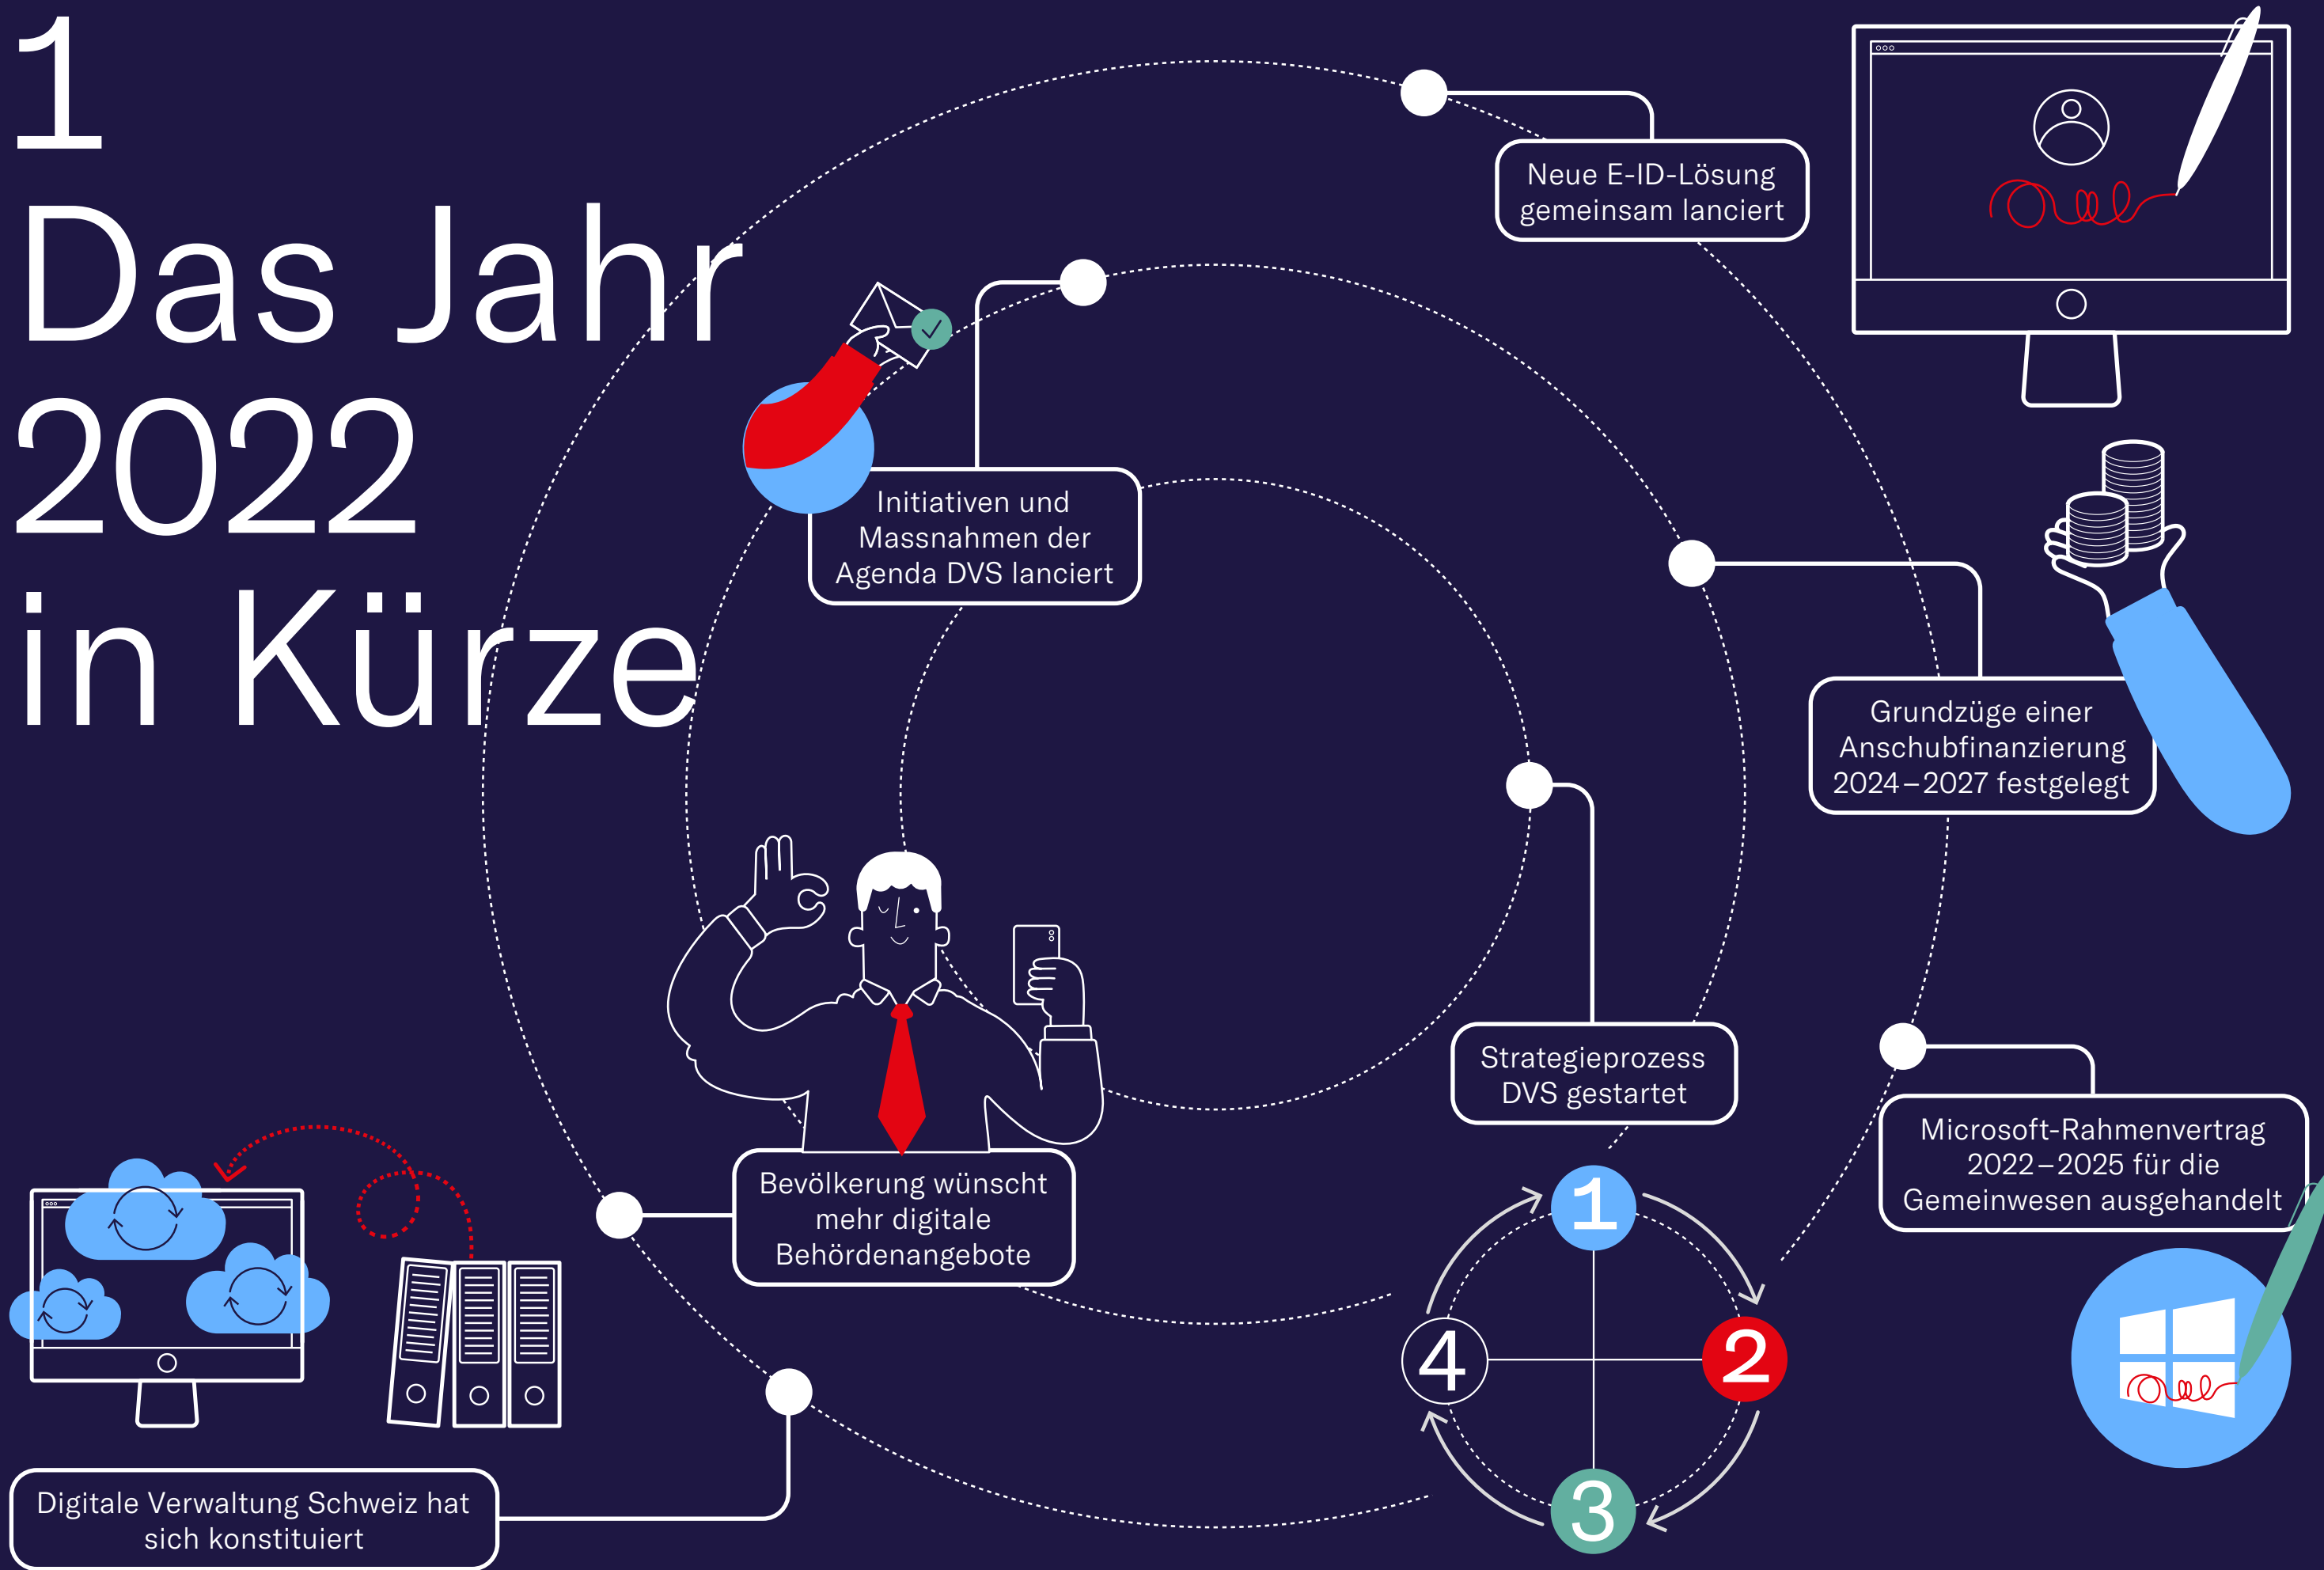 1
Das Jahr
2022
in Kürze
Neue E-ID-Lösung
gemeinsam lanciert
Initiativen und
Massnahmen der
Agenda DVS lanciert
Grundzüge einer
Anschubfinanzierung
2024–2027 festgelegt
Strategieprozess
DVS gestartet
Microsoft-Rahmenvertrag
2022–2025 für die
Gemeinwesen ausgehandelt
Bevölkerung wünscht
mehr digitale
Behördenangebote
1
2
3
4
Digitale Verwaltung Schweiz hat
sich konstituiert